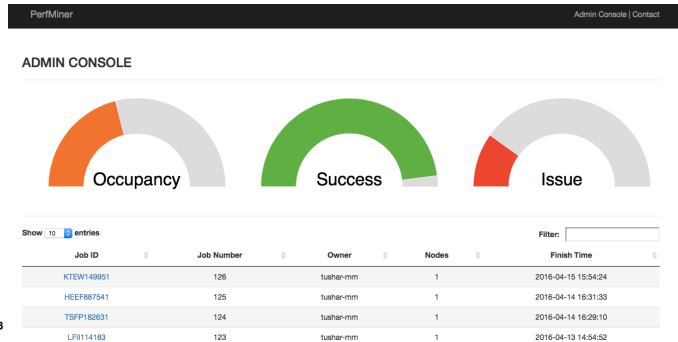 PerfMiner Admin Console | Contact
ADMIN CONSOLE
Occupancy Success Issue
Show 10 entries Filter:
Job ID Job Number Owner Nodes Finish Time
KTEW149951 126 tushar-mm 1 2016-04-15 15:54:24
HEEF887541 125 tushar-mm 1 2016-04-14 16:31:33
TSFP182631 124 tushar-mm 1 2016-04-14 16:29:10
LFII114183 123 tushar-mm 1 2016-04-13 14:54:52